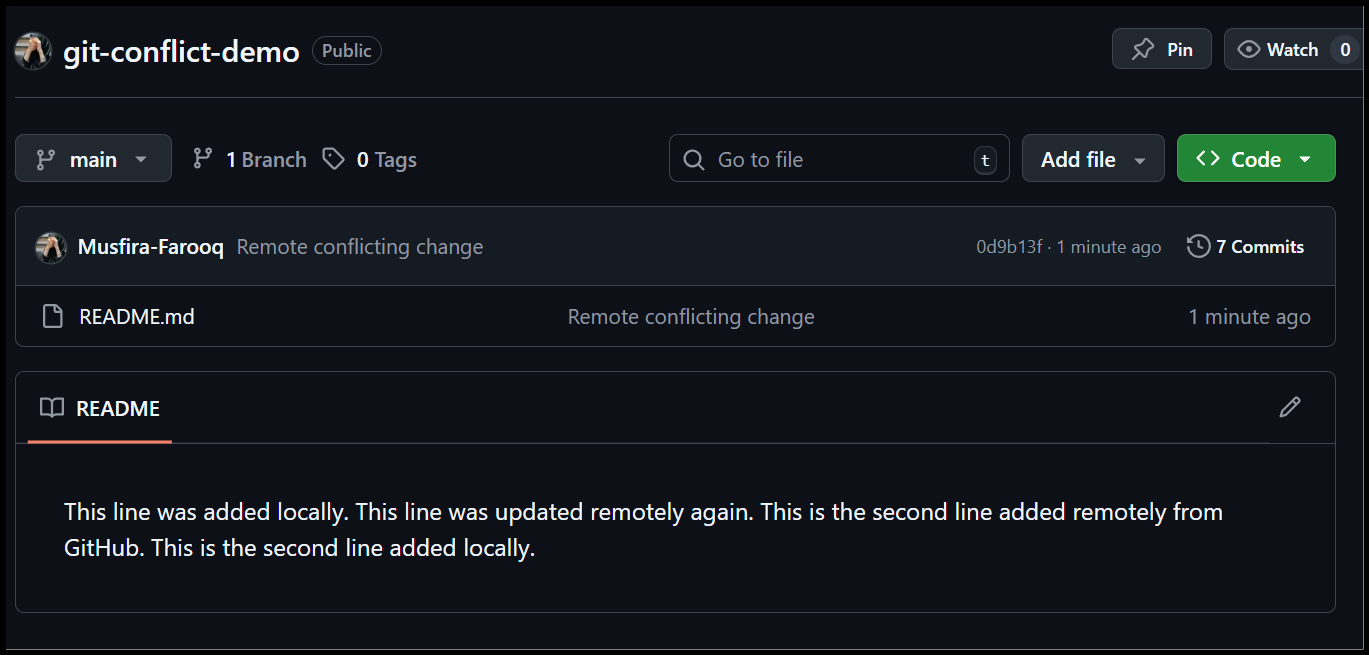 git-conflict-demo Public Pin Watch 0
main 1 Branch 0 Tags Go to file t Add file <> Code
Musfira-Farooq Remote conflicting change 0d9b13f · 1 minute ago 7 Commits
README.md Remote conflicting change 1 minute ago
README
This line was added locally. This line was updated remotely again. This is the second line added remotely from
GitHub. This is the second line added locally.